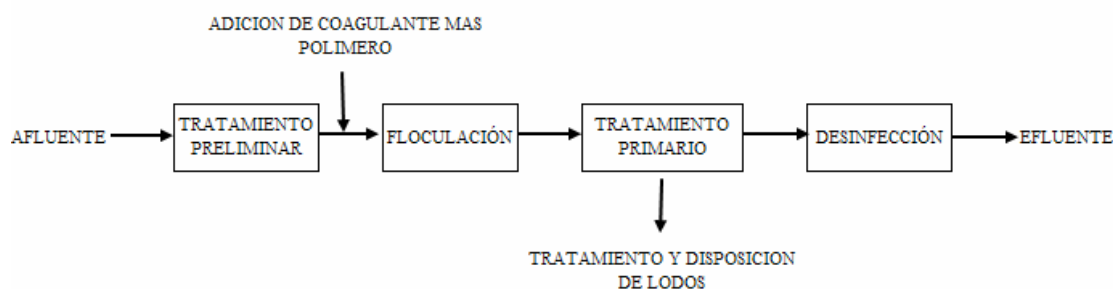 ADICION DE COAGULANTE MAS
POLIMERO
AFLUENTE
TRATAMIENTO
PRELIMINAR
FLOCULACIÓN
TRATAMIENTO
PRIMARIO
DESINFECCIÓN
EFLUENTE
TRATAMIENTO Y DISPOSICION
DE LODOS